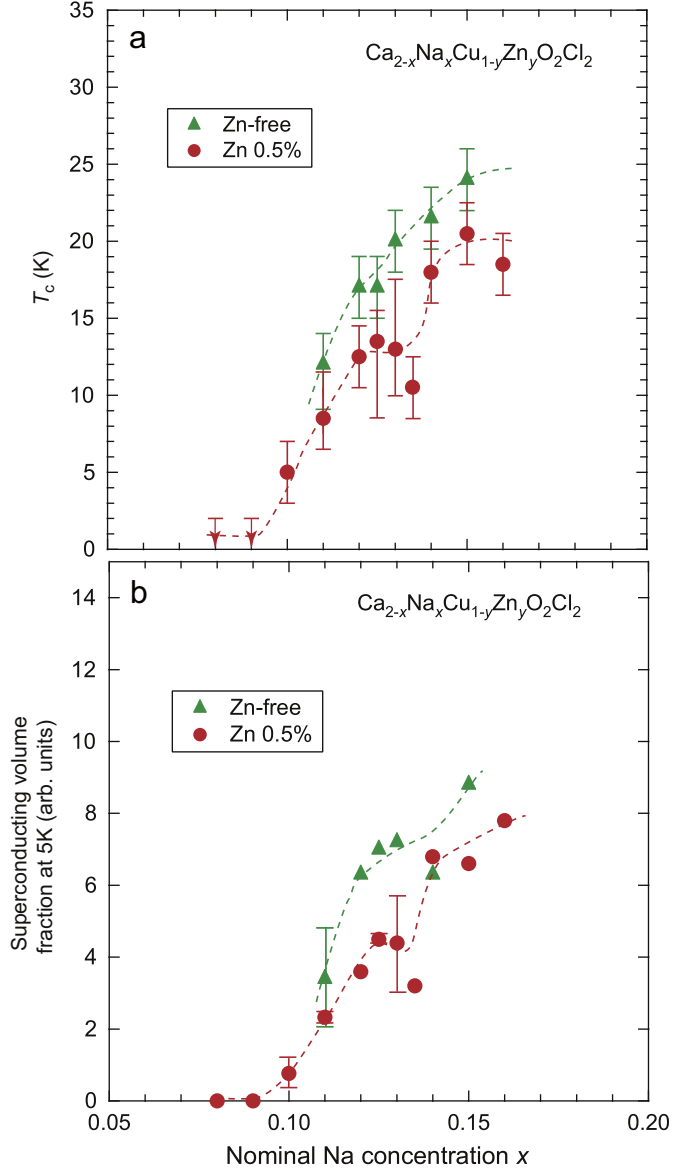 35
a
Ca2-xNaxCu1-yZnyO2Cl2
30
Zn-free
Zn 0.5%
25
20
Tc (K)
15
10
5
0
b
14
Ca2-xNaxCu1-yZnyO2Cl2
12
Zn-free
Zn 0.5%
10
8
Superconducting volume
fraction at 5K (arb. units)
6
4
2
0
0.05
0.10
0.15
0.20
Nominal Na concentration x